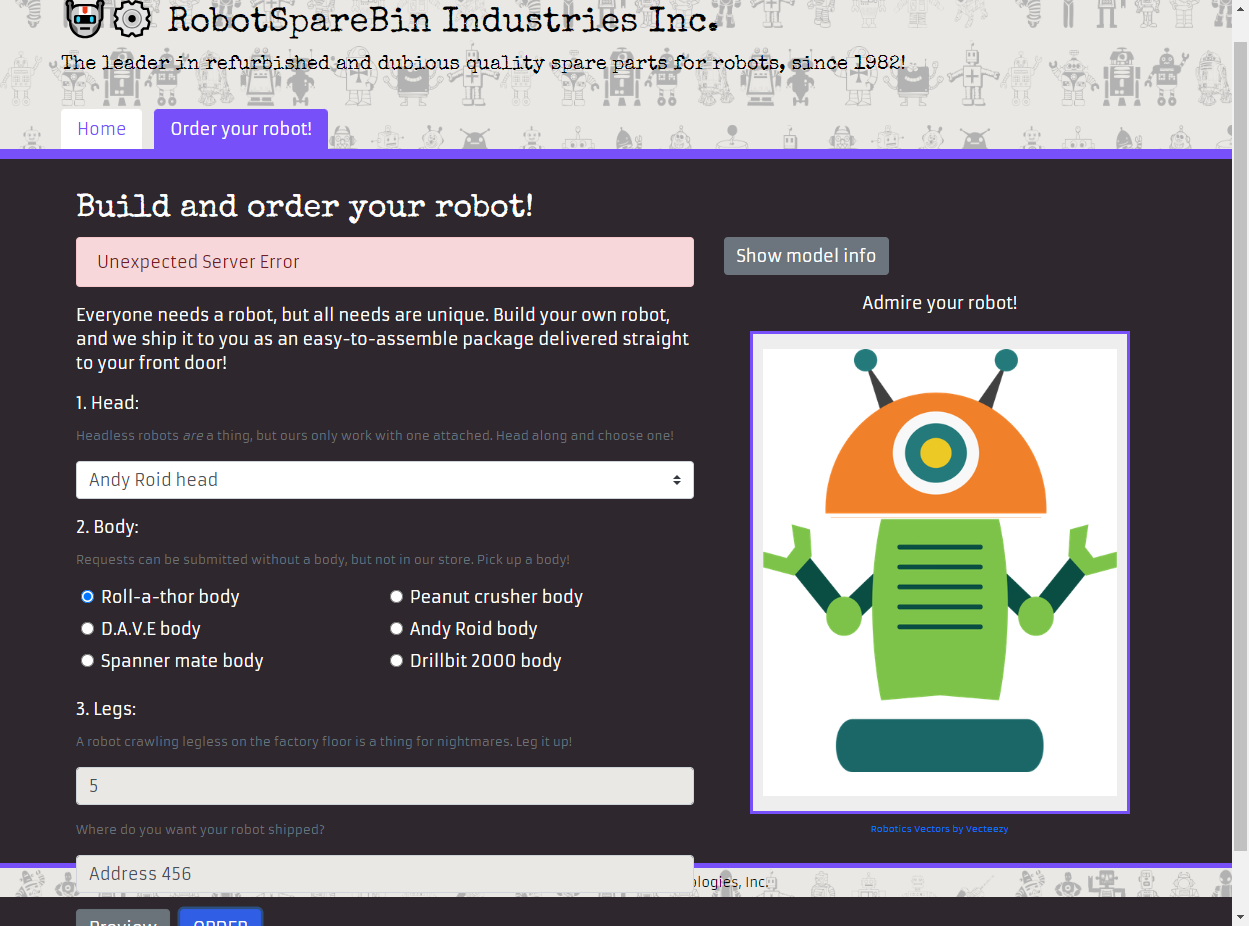 RobotSpareBin Industries Inc.
The leader in refurbished and dubious quality spare parts for robots, since 1982!
Home
Order your robot!
Build and order your robot!
Unexpected Server Error
Everyone needs a robot, but all needs are unique. Build your own robot,
and we ship it to you as an easy-to-assemble package delivered straight
to your front door!
1. Head:
Headless robots are a thing, but ours only work with one attached. Head along and choose one!
Andy Roid head
2. Body:
Requests can be submitted without a body, but not in our store. Pick up a body!
Roll-a-thor body
Peanut crusher body
D.A.V.E body
Andy Roid body
Spanner mate body
Drillbit 2000 body
3. Legs:
A robot crawling legless on the factory floor is a thing for nightmares. Leg it up!
5
Where do you want your robot shipped?
Address 456
Preview
ORDER
Show model info
Admire your robot!
Robotics Vectors by Vecteezy
ologies, Inc.